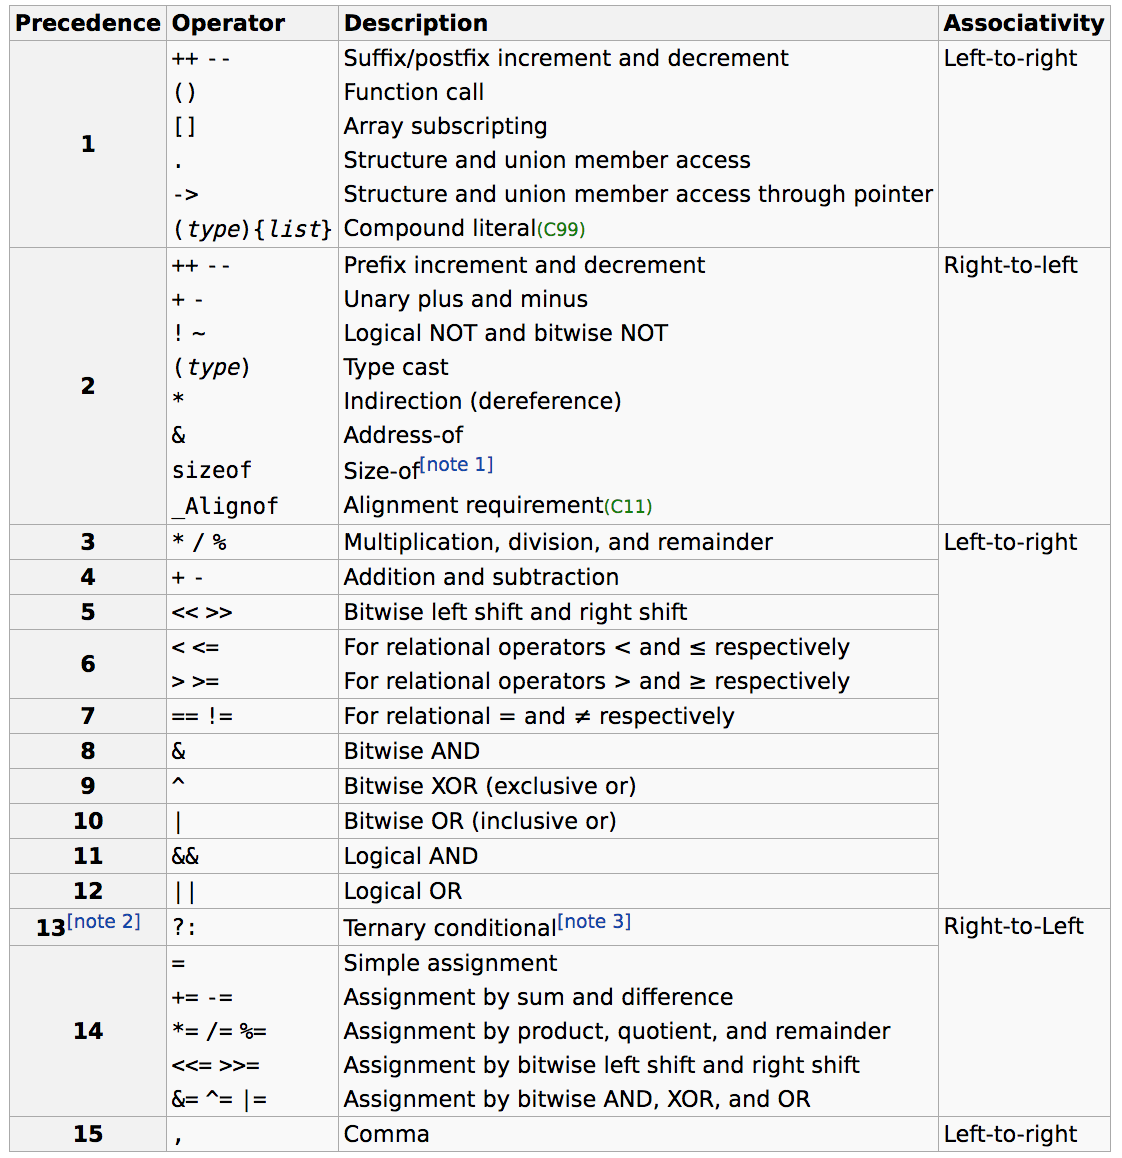 Precedence Operator Description Associativity
1
++ -- Suffix/postfix increment and decrement Left-to-right
() Function call
[] Array subscripting
. Structure and union member access
-> Structure and union member access through pointer
(type){list} Compound literal(C99)
2
++ -- Prefix increment and decrement Right-to-left
+ - Unary plus and minus
! ~ Logical NOT and bitwise NOT
(type) Type cast
* Indirection (dereference)
& Address-of
sizeof Size-of[note 1]
_Alignof Alignment requirement(C11)
3 * / % Multiplication, division, and remainder Left-to-right
4 + - Addition and subtraction
5 << >> Bitwise left shift and right shift
6
< <= For relational operators < and ≤ respectively
> >= For relational operators > and ≥ respectively
7 == != For relational = and ≠ respectively
8 & Bitwise AND
9 ^ Bitwise XOR (exclusive or)
10 | Bitwise OR (inclusive or)
11 && Logical AND
12 || Logical OR
13[note 2] ?: Ternary conditional[note 3] Right-to-Left
14
= Simple assignment
+= -= Assignment by sum and difference
*= /= %= Assignment by product, quotient, and remainder
<<= >>= Assignment by bitwise left shift and right shift
&= ^= |= Assignment by bitwise AND, XOR, and OR
15 , Comma Left-to-right